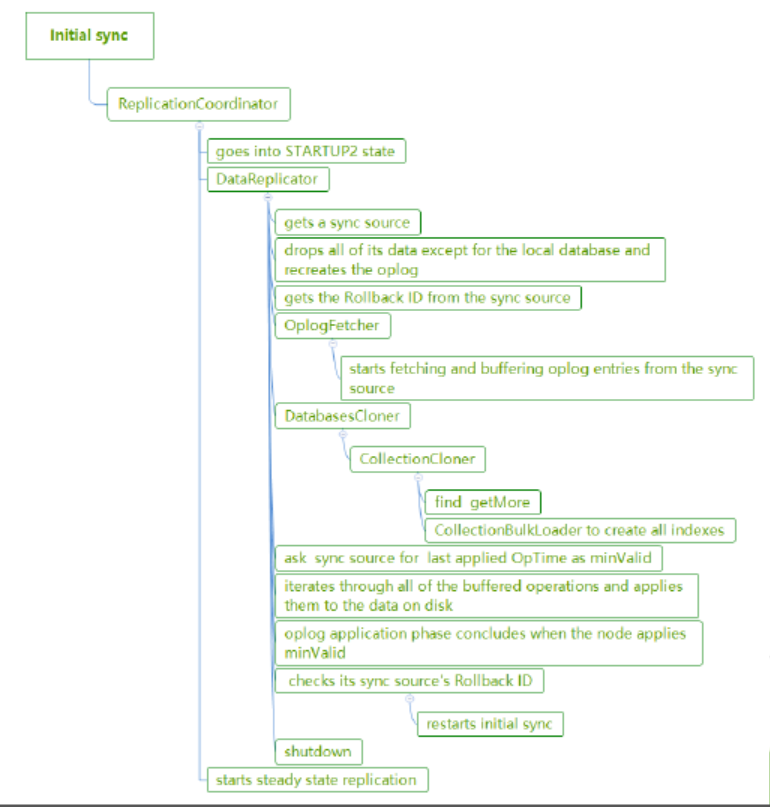 Initial sync
ReplicationCoordinator
goes into STARTUP2 state
DataReplicator
gets a sync source
drops all of its data except for the local database and
recreates the oplog
gets the Rollback ID from the sync source
OplogFetcher
starts fetching and buffering oplog entries from the sync
source
DatabasesCloner
CollectionCloner
find getMore
CollectionBulkLoader to create all indexes
ask sync source for last applied OpTime as minValid
iterates through all of the buffered operations and applies
them to the data on disk
oplog application phase concludes when the node applies
minValid
checks its sync source's Rollback ID
restarts initial sync
shutdown
starts steady state replication